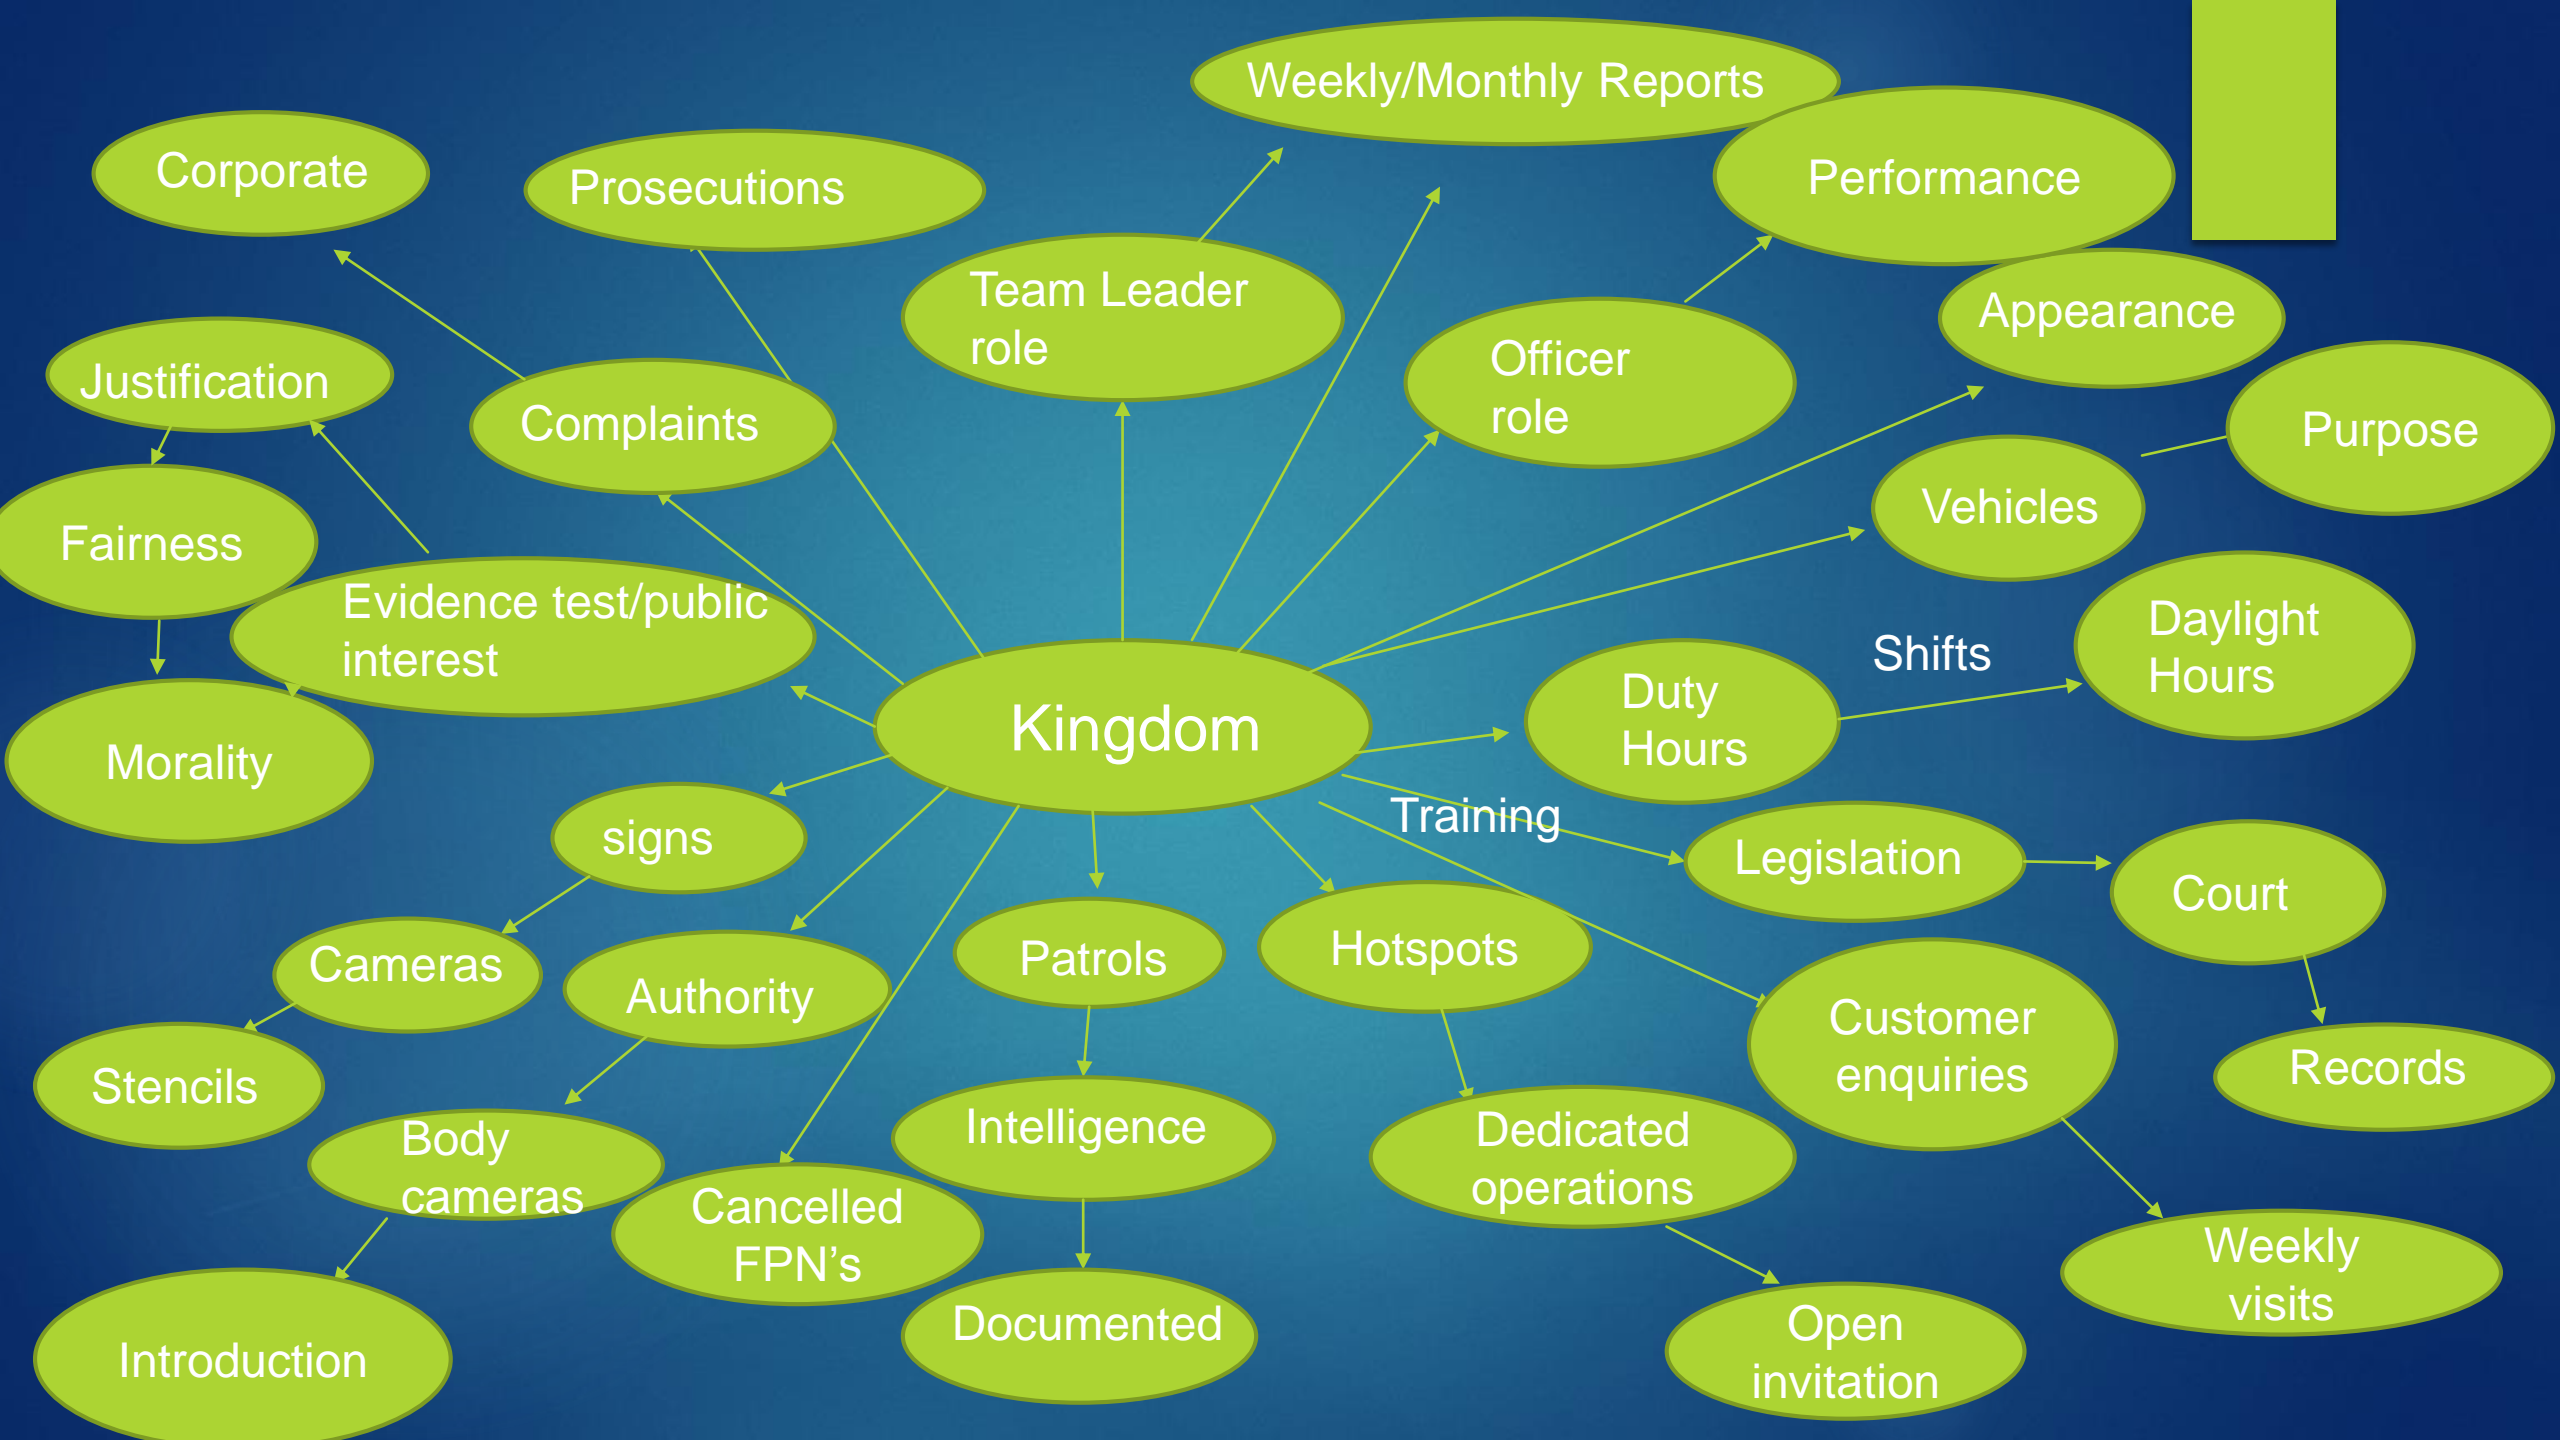 Weekly/Monthly Reports
Corporate
Prosecutions
Performance
Team Leader
role
Appearance
Justification
Complaints
Officer
role
Purpose
Vehicles
Fairness
Evidence test/public
interest
Daylight
Hours
Shifts
Duty
Hours
Kingdom
Morality
signs
Training
Legislation
Court
Cameras
Authority
Patrols
Hotspots
Customer
enquiries
Records
Stencils
Body
cameras
Intelligence
Dedicated
operations
Cancelled
FPN’s
Weekly
visits
Introduction
Documented
Open
invitation